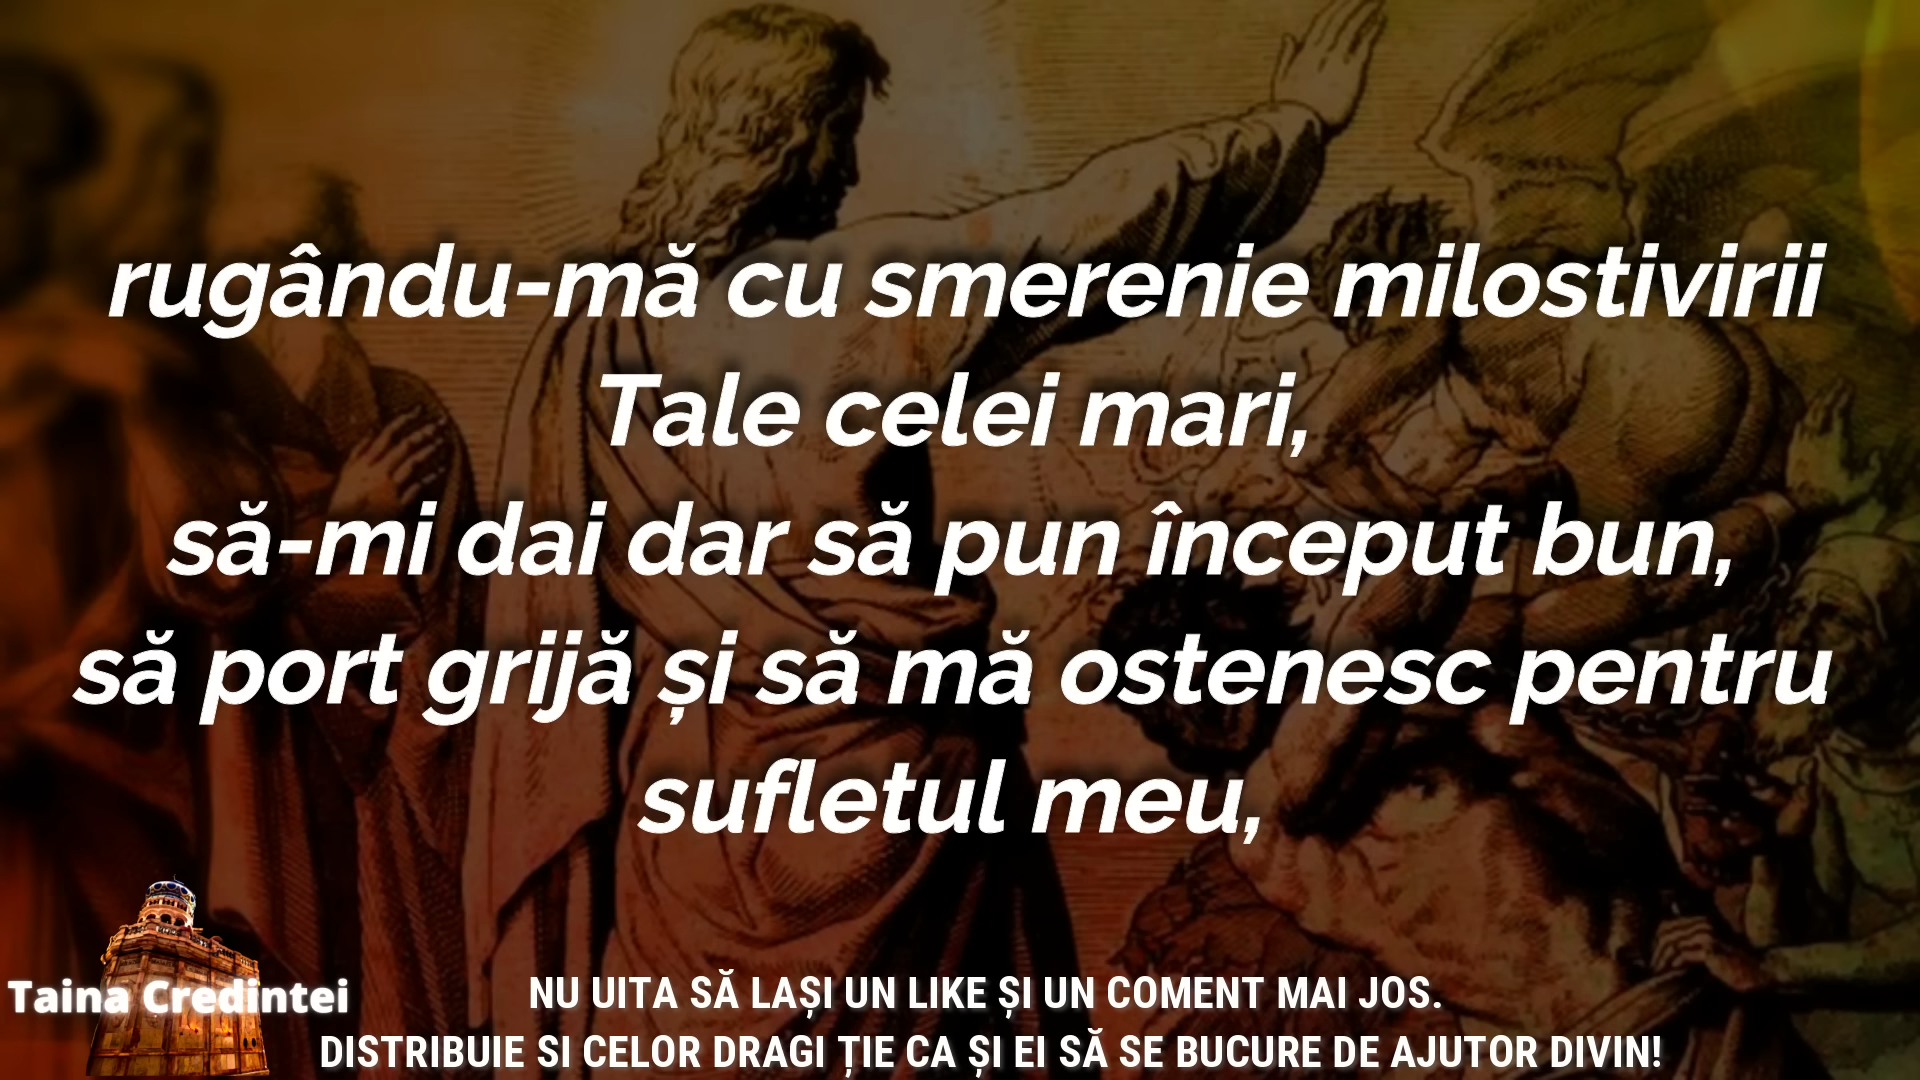 rugându-mă cu smerenie milostivirii
Tale celei mari,
să-mi dai dar să pun început bun,
să port grijă și să mă ostenesc pentru
sufletul meu,
Taina Credintei
NU UITA SĂ LAȘI UN LIKE ȘI UN COMENT MAI JOS.
DISTRIBUIE SI CELOR DRAGI ȚIE CA ȘI EI SĂ SE BUCURE DE AJUTOR DIVIN!